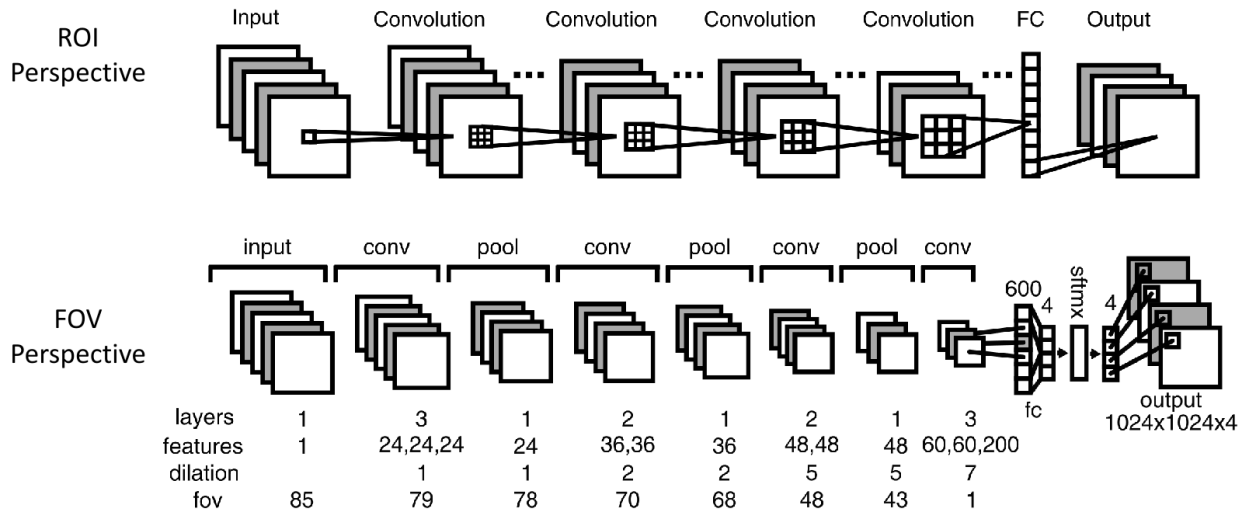 Input Convolution Convolution Convolution Convolution FC Output
ROI
Perspective
... ... ... ...
input conv pool conv pool conv pool conv
FOV
Perspective
600 4 sftmx 4
fc
output
1024x1024x4
layers 1 3 1 2 1 2 1 3
features 1 24,24,24 24 36,36 36 48,48 48 60,60,200
dilation 1 1 2 2 5 5 7
fov 85 79 78 70 68 48 43 1